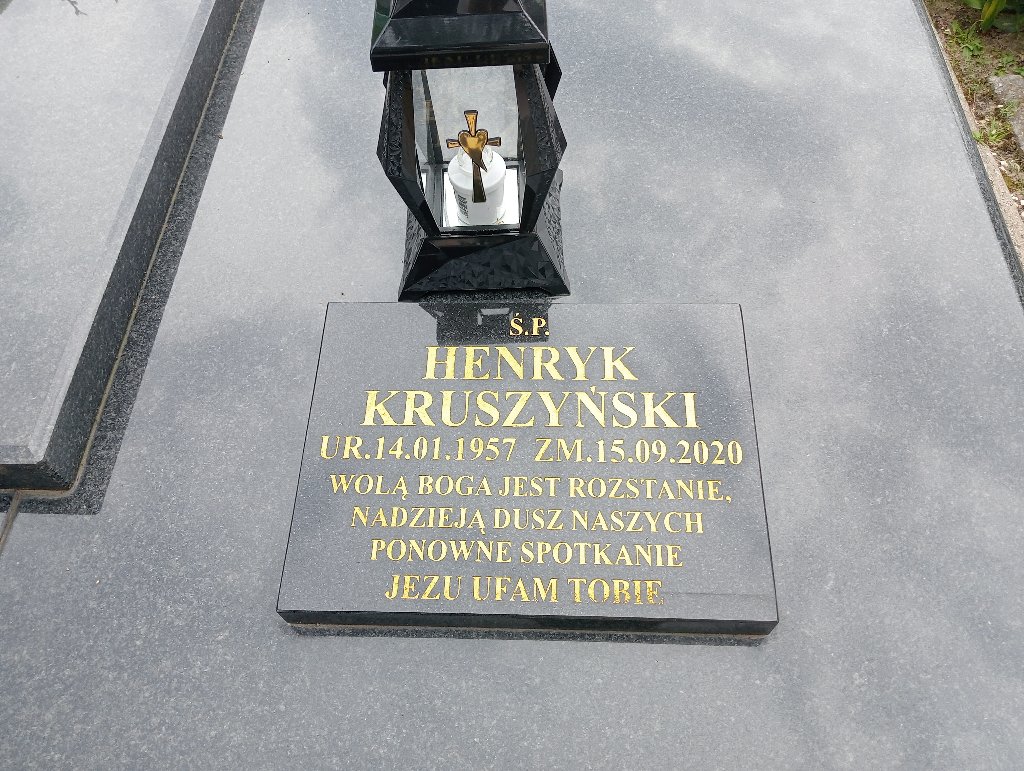 Ś.P.
HENRYK
KRUSZYŃSKI
UR.14.01.1957 ZM.15.09.2020
WOLĄ BOGA JEST ROZSTANIE,
NADZIEJĄ DUSZ NASZYCH
PONOWNE SPOTKANIE
JEZU UFAM TOBIE